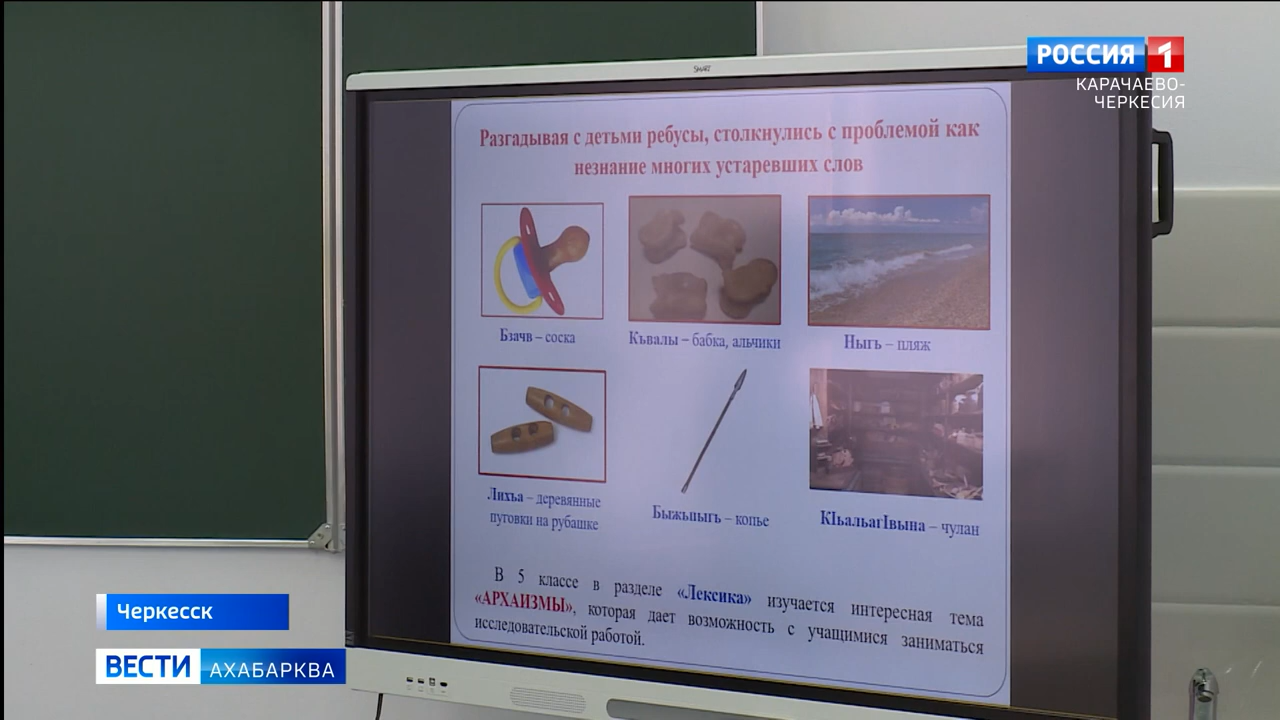 РОССИЯ 1
КАРАЧАЕВО-
ЧЕРКЕСИЯ
SMART
Разгадывая с детьми ребусы, столкнулись с проблемой как
незнание многих устаревших слов
Бзачв – соска
Къвалы – бабка, альчики
Ныгь – пляж
Лихъа – деревянные
пуговки на рубашке
Быжьпыгь – копье
КIьальагIвына – чулан
В 5 классе в разделе «Лексика» изучается интересная тема
«АРХАИЗМЫ», которая дает возможность с учащимися заниматься
исследовательской работой.
Черкесск
ВЕСТИ АХАБАРКВА